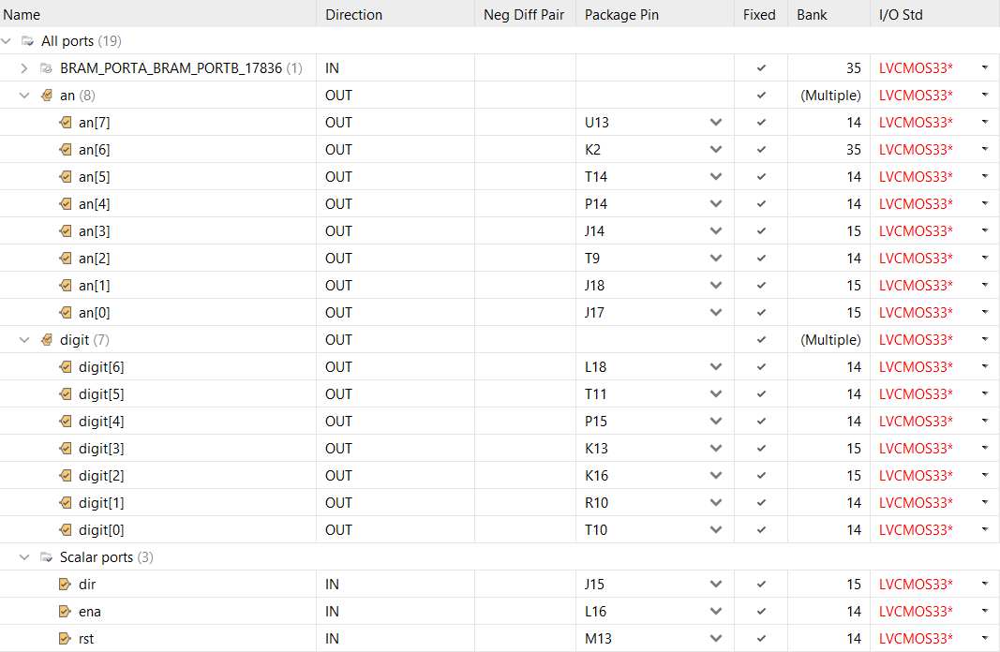 Name Direction Neg Diff Pair Package Pin Fixed Bank I/O Std
All ports (19)
BRAM_PORTA_BRAM_PORTB_17836 (1) IN 35 LVCMOS33*
an (8) OUT (Multiple) LVCMOS33*
an[7] OUT U13 14 LVCMOS33*
an[6] OUT K2 35 LVCMOS33*
an[5] OUT T14 14 LVCMOS33*
an[4] OUT P14 14 LVCMOS33*
an[3] OUT J14 15 LVCMOS33*
an[2] OUT T9 14 LVCMOS33*
an[1] OUT J18 15 LVCMOS33*
an[0] OUT J17 15 LVCMOS33*
digit (7) OUT (Multiple) LVCMOS33*
digit[6] OUT L18 14 LVCMOS33*
digit[5] OUT T11 14 LVCMOS33*
digit[4] OUT P15 14 LVCMOS33*
digit[3] OUT K13 15 LVCMOS33*
digit[2] OUT K16 15 LVCMOS33*
digit[1] OUT R10 14 LVCMOS33*
digit[0] OUT T10 14 LVCMOS33*
Scalar ports (3)
dir IN J15 15 LVCMOS33*
ena IN L16 14 LVCMOS33*
rst IN M13 14 LVCMOS33*